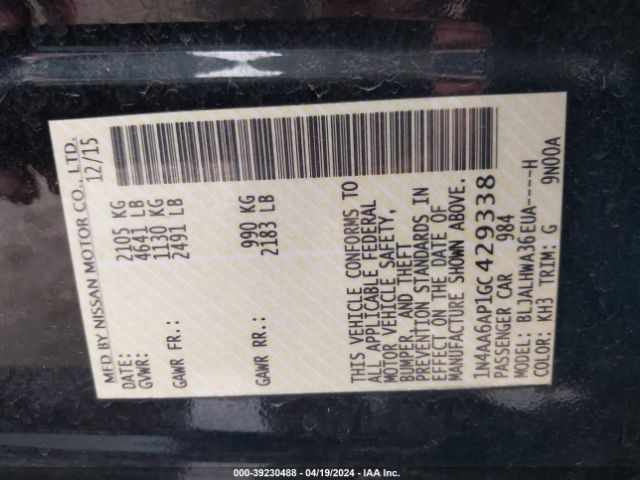 MFD BY NISSAN MOTOR CO., LTD.
DATE: 12/15
GVWR: 2105 KG
4641 LB
GAWR FR.: 1130 KG
2491 LB
GAWR RR.: 990 KG
2183 LB
THIS VEHICLE CONFORMS TO
ALL APPLICABLE FEDERAL
MOTOR VEHICLE SAFETY,
BUMPER, AND THEFT
PREVENTION STANDARDS IN
EFFECT ON THE DATE OF
MANUFACTURE SHOWN ABOVE.
1N4AA6AP1GC429338
PASSENGER CAR 984
MODEL: BLJALHWA36EUA----H
COLOR: KH3 TRIM: G 9N00A
000-39230488 - 04/19/2024 - IAA Inc.